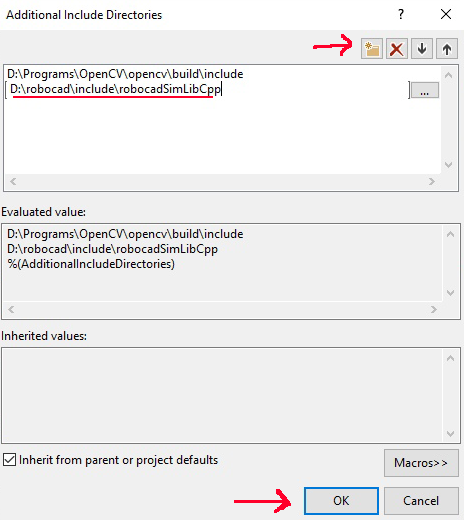 Additional Include Directories
?
D:\Programs\OpenCV\opencv\build\include
D:\robocad\include\robocadSimLibCpp
...
Evaluated value:
D:\Programs\OpenCV\opencv\build\include
D:\robocad\include\robocadSimLibCpp
%(AdditionalIncludeDirectories)
Inherited values:
Inherit from parent or project defaults
Macros>>
OK
Cancel